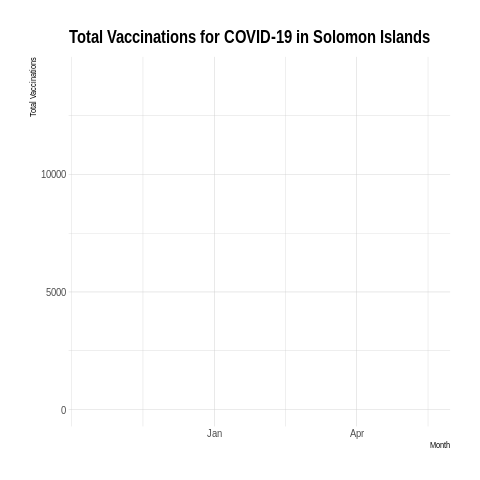 Total Vaccinations for COVID-19 in Solomon Islands
Total Vaccinations
10000
5000
0
Jan
Apr
Month